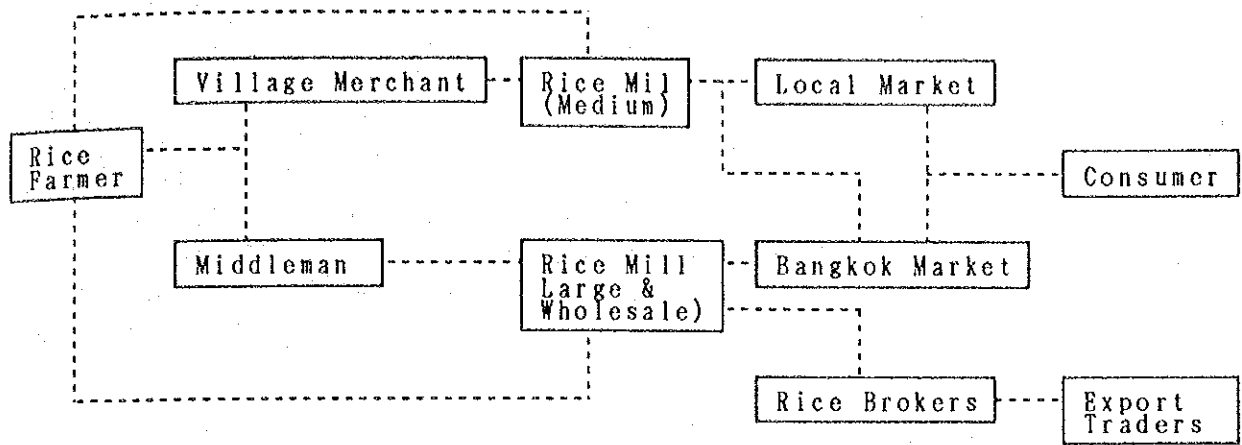 Village Merchant
Rice Mil
(Medium)
Local Market
Rice
Farmer
Consumer
Middleman
Rice Mill
Large &
Wholesale)
Bangkok Market
Rice Brokers
Export
Traders